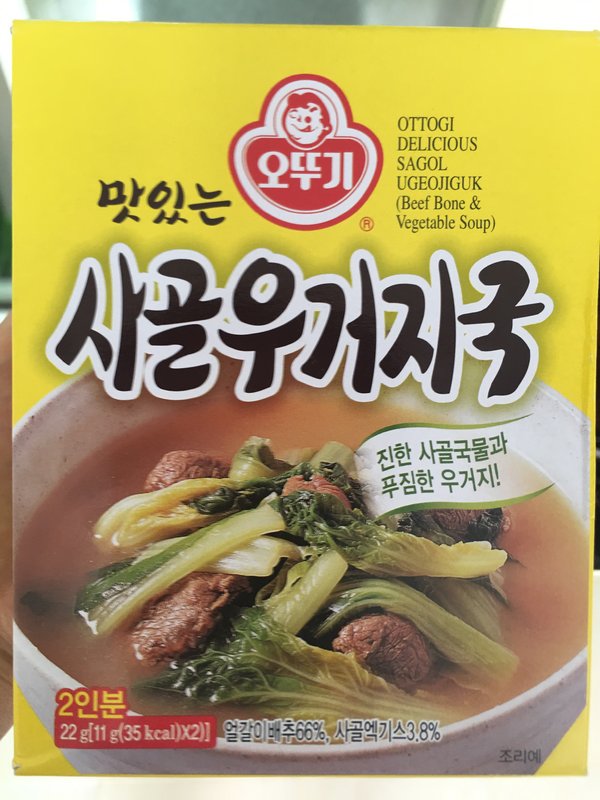 오뚜기
®
OTTOGI
DELICIOUS
SAGOL
UGEOJIGUK
(Beef Bone &
Vegetable Soup)
맛있는
사골우거지국
진한 사골국물과
푸짐한 우거지!
2인분
22 g[11 g(35 kcal)X2)]
얼갈이배추66%, 사골엑기스3.8%
조리예